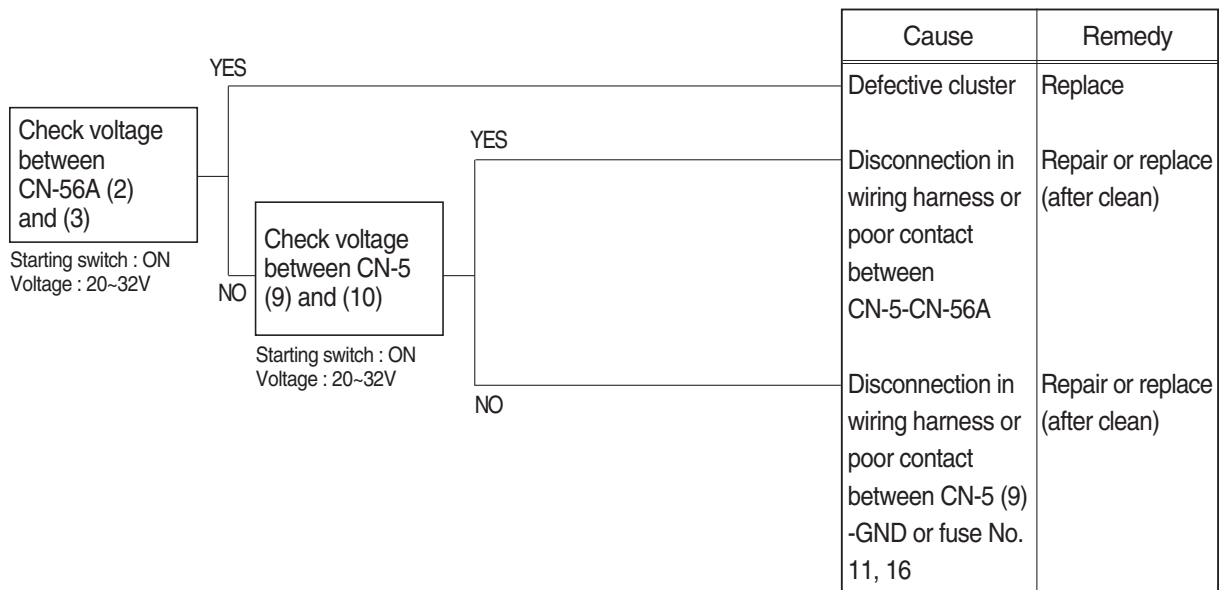 Cause
Remedy
YES
Defective cluster
Replace
Check voltage
between
CN-56A (2)
and (3)
Starting switch : ON
Voltage : 20~32V
YES
Disconnection in
wiring harness or
poor contact
between
CN-5-CN-56A
Repair or replace
(after clean)
NO
Check voltage
between CN-5
(9) and (10)
Starting switch : ON
Voltage : 20~32V
NO
Disconnection in
wiring harness or
poor contact
between CN-5 (9)
-GND or fuse No.
11, 16
Repair or replace
(after clean)